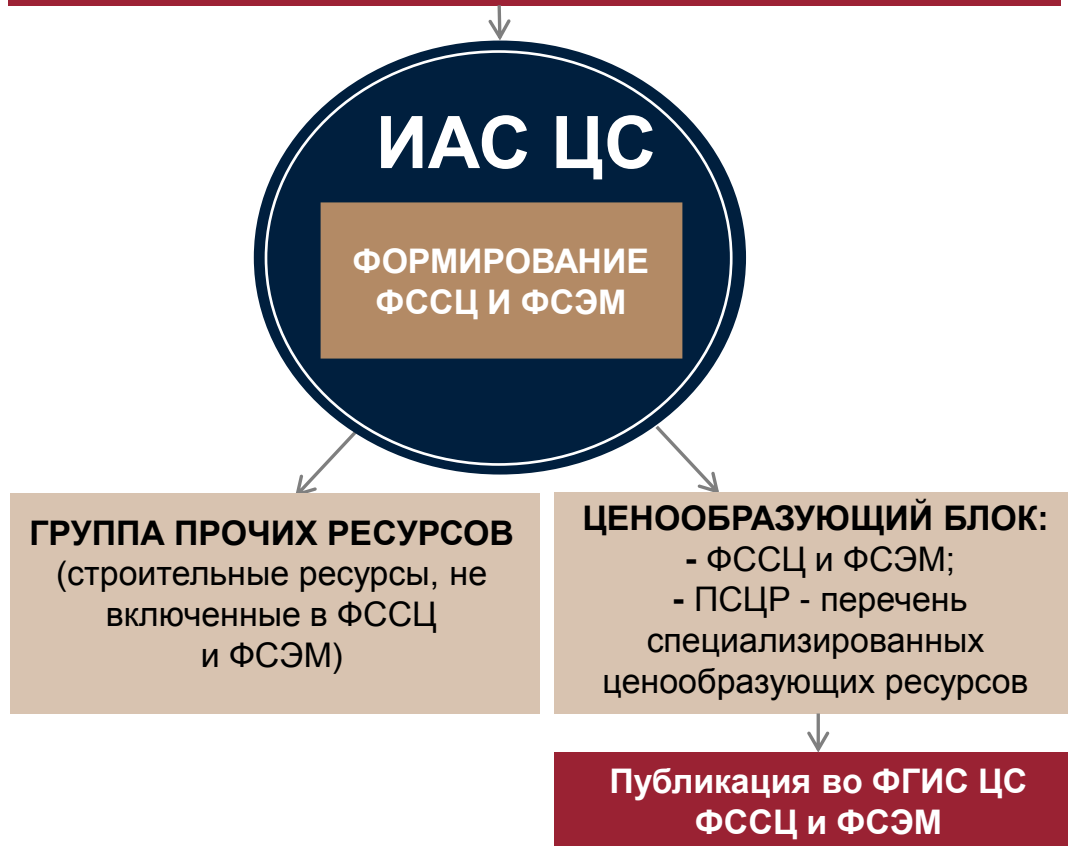 ИАС ЦС
ФОРМИРОВАНИЕ
ФССЦ И ФСЭМ
ГРУППА ПРОЧИХ РЕСУРСОВ
(строительные ресурсы, не
включенные в ФССЦ
и ФСЭМ)
ЦЕНООБРАЗУЮЩИЙ БЛОК:
- ФССЦ и ФСЭМ;
- ПСЦР - перечень
специализированных
ценообразующих ресурсов
Публикация во ФГИС ЦС
ФССЦ и ФСЭМ